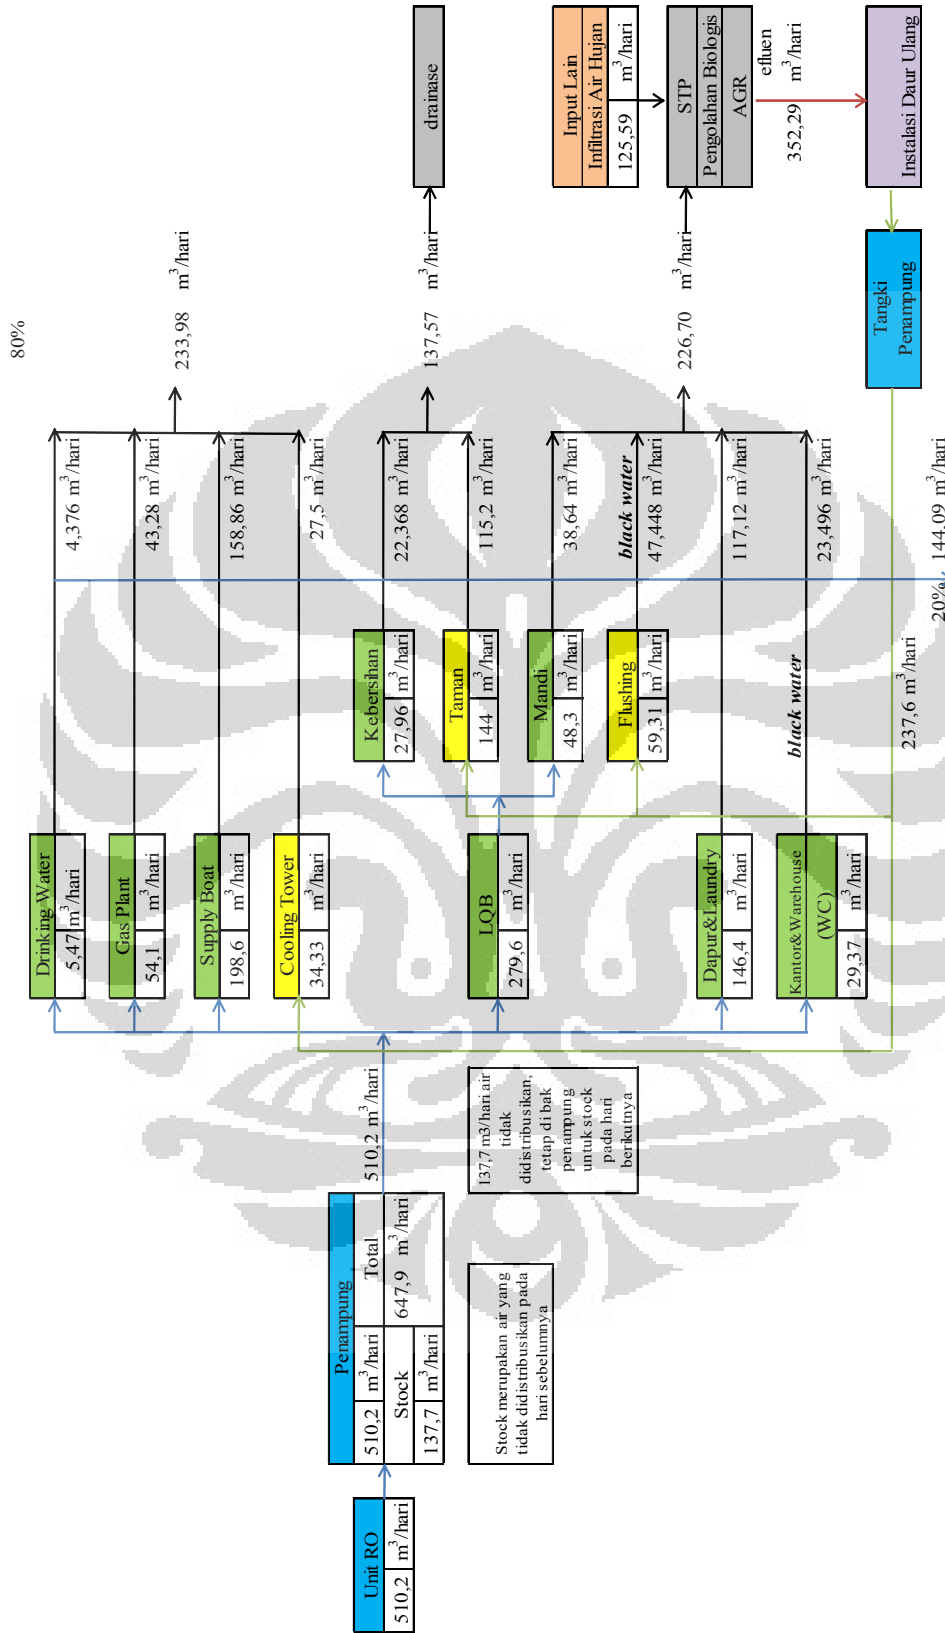 Unit RO
510,2 m³/hari
Penampung
510,2 m³/hari
Total
Stock
647,9 m³/hari
137,7 m³/hari
510,2 m³/hari
Stock merupakan air yang
tidak didistribusikan pada
hari sebelumnya
137,7 m3/hari air
tidak
didistribusikan,
tetap di bak
penampung
untuk stock
pada hari
berikutnya
Drinking Water
5,47 m³/hari
Gas Plant
54,1 m³/hari
Supply Boat
198,6 m³/hari
Cooling Tower
34,33 m³/hari
LQB
279,6 m³/hari
Dapur&Laundry
146,4 m³/hari
Kantor&Warehouse
(WC)
29,37 m³/hari
Kebersihan
27,96 m³/hari
Taman
144 m³/hari
Mandi
48,3 m³/hari
Flushing
59,31 m³/hari
black water
237,6 m³/hari
20% 144,09 m³/hari
4,376 m³/hari
43,28 m³/hari
158,86 m³/hari
27,5 m³/hari
22,368 m³/hari
115,2 m³/hari
38,64 m³/hari
black water
47,448 m³/hari
117,12 m³/hari
23,496 m³/hari
80%
233,98 m³/hari
137,57 m³/hari
226,70 m³/hari
drainase
Input Lain
Infiltrasi Air Hujan
125,59 m³/hari
STP
Pengolahan Biologis
AGR
efluen
352,29 m³/hari
Instalasi Daur Ulang
Tangki
Penampung